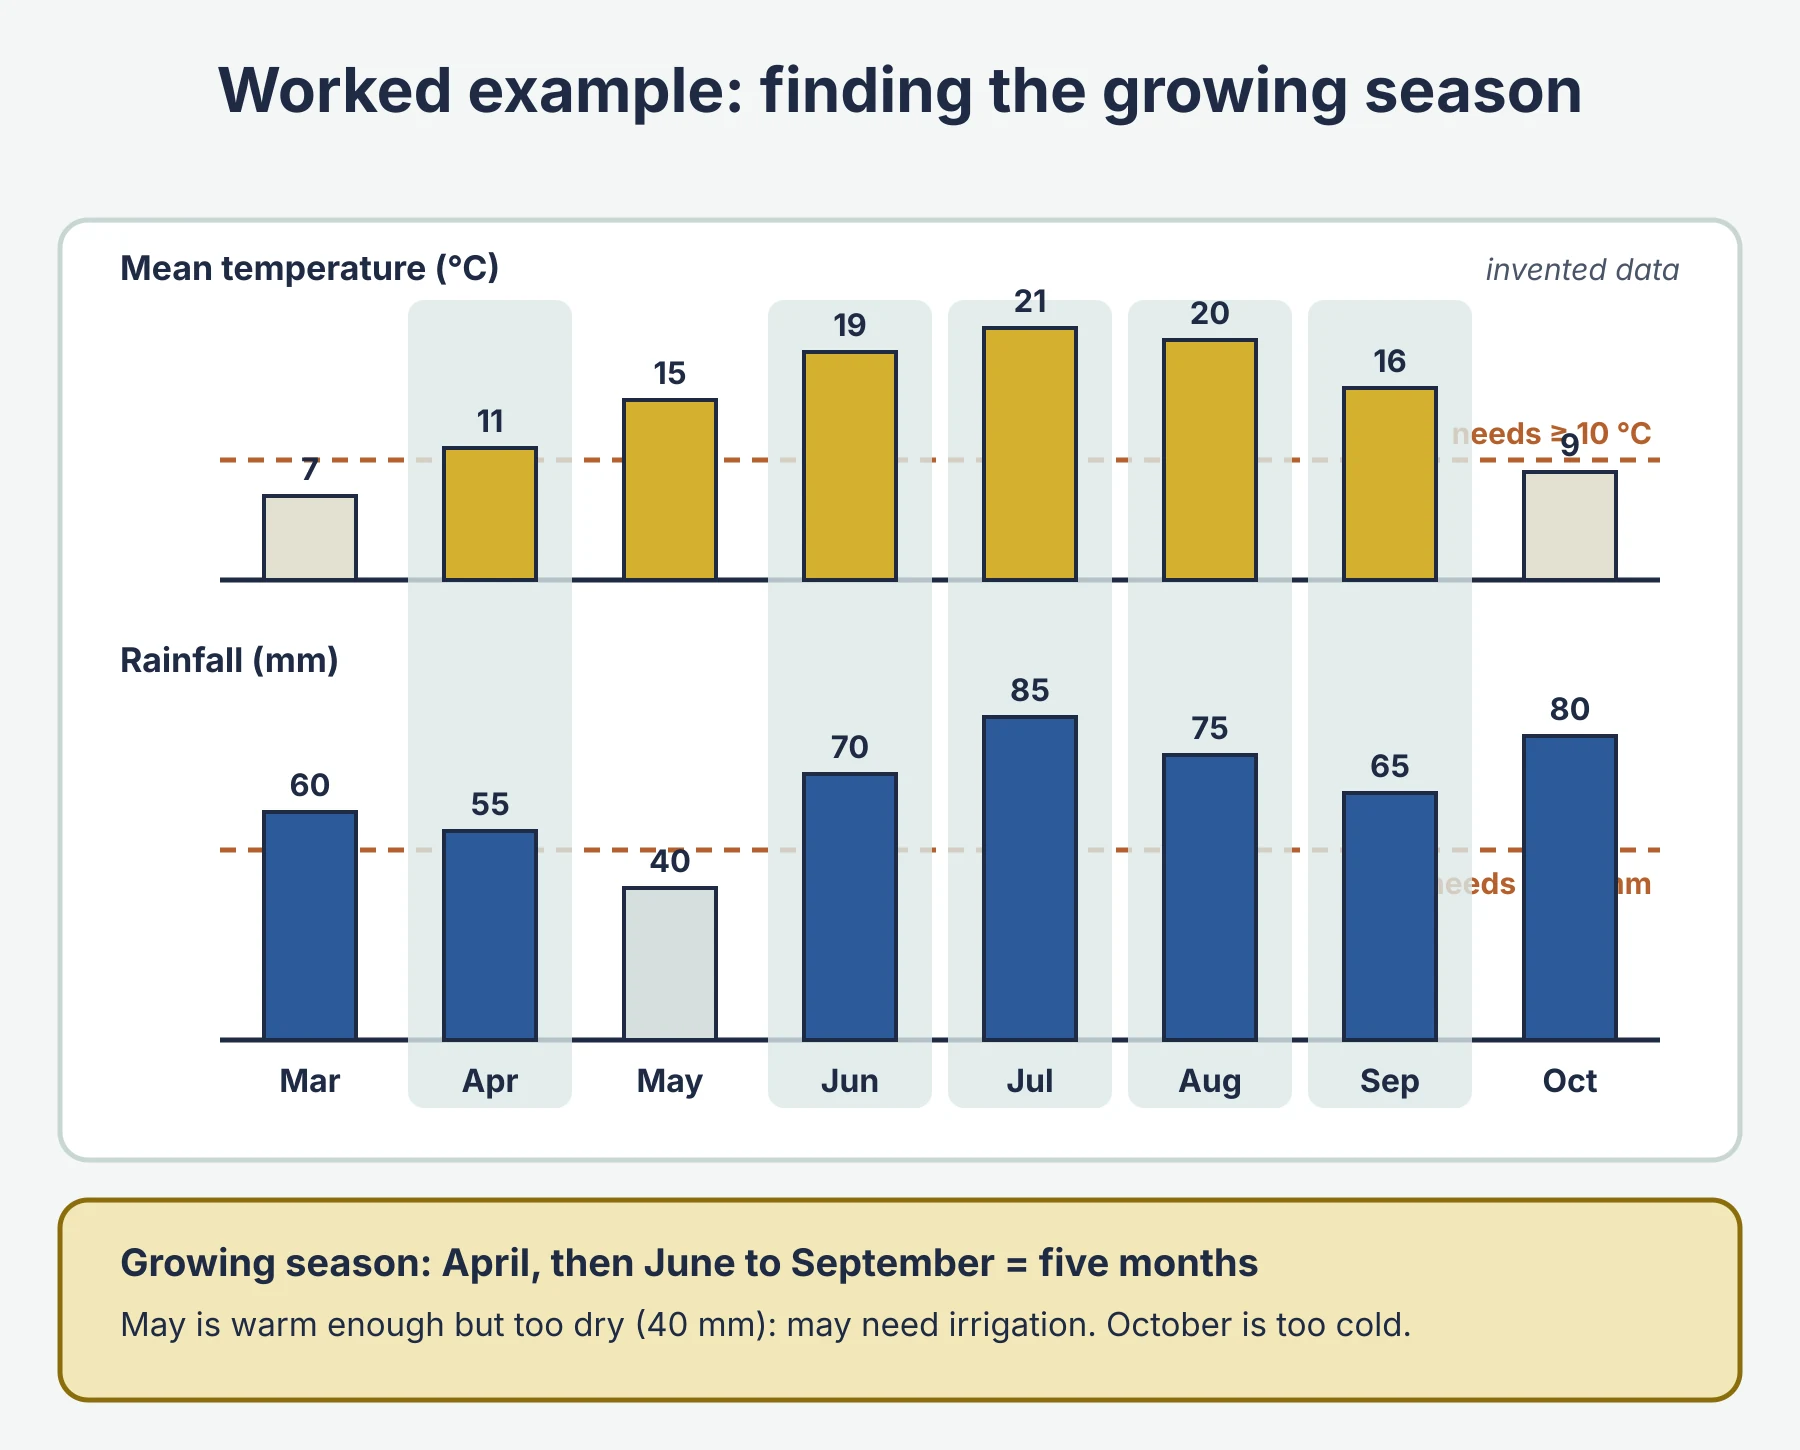 Worked example: finding the growing season
Mean temperature (°C)
invented data
7
11
15
19
21
20
16
9
needs ≥ 10 °C
Rainfall (mm)
60
55
40
70
85
75
65
80
needs
Mar Apr May Jun Jul Aug Sep Oct
Growing season: April, then June to September = five months
May is warm enough but too dry (40 mm): may need irrigation. October is too cold.